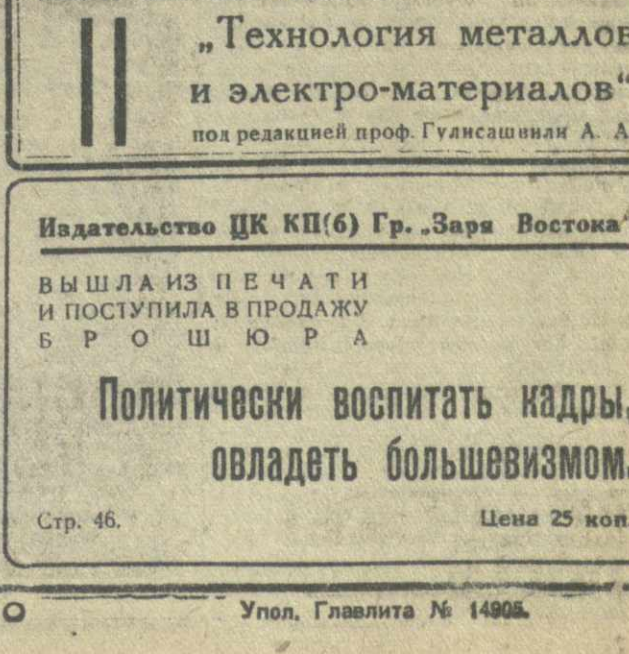 „Технология металлов
и электро-материалов“
под редакцией проф. Гулисашвили А. А
Издательство ЦК КП(б) Гр. „Заря Востока“
ВЫШЛА ИЗ ПЕЧАТИ
И ПОСТУПИЛА В ПРОДАЖУ
БРОШЮРА
Политически воспитать кадры,
овладеть большевизмом.
Стр. 46.
Цена 25 коп.
Упол. Главлита № 14905.